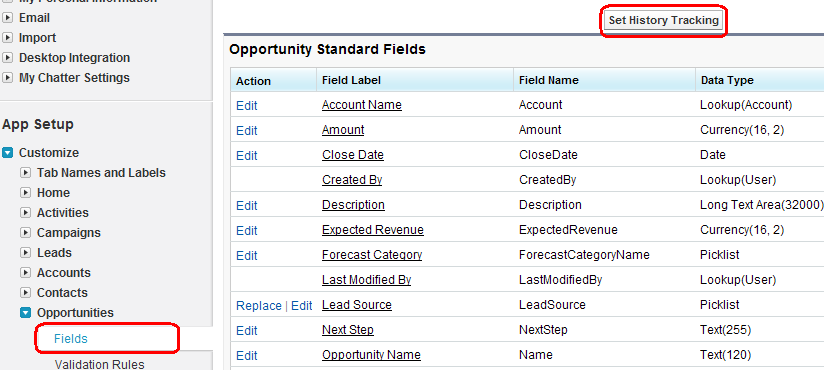 My Personal Information
Email
Import
Desktop Integration
My Chatter Settings
App Setup
Customize
Tab Names and Labels
Home
Activities
Campaigns
Leads
Accounts
Contacts
Opportunities
Fields
Validation Rules
Set History Tracking
Opportunity Standard Fields
Action Field Label Field Name Data Type
Edit Account Name Account Lookup(Account)
Edit Amount Amount Currency(16, 2)
Edit Close Date CloseDate Date
Created By CreatedBy Lookup(User)
Edit Description Description Long Text Area(32000)
Edit Expected Revenue ExpectedRevenue Currency(16, 2)
Edit Forecast Category ForecastCategoryName Picklist
Last Modified By LastModifiedBy Lookup(User)
Replace | Edit Lead Source LeadSource Picklist
Edit Next Step NextStep Text(255)
Edit Opportunity Name Name Text(120)